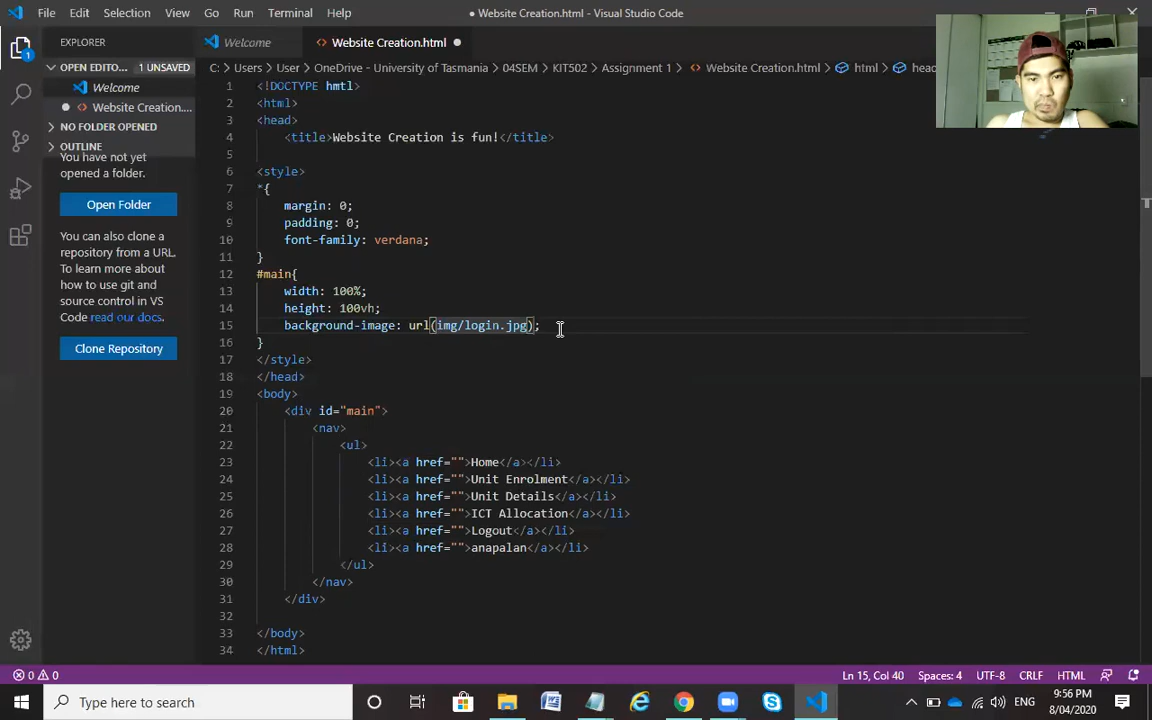 File Edit Selection View Go Run Terminal Help
● Website Creation.html - Visual Studio Code
EXPLORER
Welcome
Website Creation.html ●
OPEN EDITO... 1 UNSAVED
C: > Users > User > OneDrive - University of Tasmania > 04SEM > KIT502 > Assignment 1 > Website Creation.html > html > head
Welcome
Website Creation....
NO FOLDER OPENED
OUTLINE
You have not yet
opened a folder.
Open Folder
You can also clone a
repository from a URL.
To learn more about
how to use git and
source control in VS
Code read our docs.
Clone Repository
1 <!DOCTYPE hmtl>
2 <html>
3 <head>
4 <title>Website Creation is fun!</title>
5
6 <style>
7 *{
8 margin: 0;
9 padding: 0;
10 font-family: verdana;
11 }
12 #main{
13 width: 100%;
14 height: 100vh;
15 background-image: url(img/login.jpg);
16 }
17 </style>
18 </head>
19 <body>
20 <div id="main">
21 <nav>
22 <ul>
23 <li><a href="">Home</a></li>
24 <li><a href="">Unit Enrolment</a></li>
25 <li><a href="">Unit Details</a></li>
26 <li><a href="">ICT Allocation</a></li>
27 <li><a href="">Logout</a></li>
28 <li><a href="">anapalan</a></li>
29 </ul>
30 </nav>
31 </div>
32
33 </body>
34 </html>
0 0
Ln 15, Col 40 Spaces: 4 UTF-8 CRLF HTML
Type here to search
ENG
9:56 PM
8/04/2020